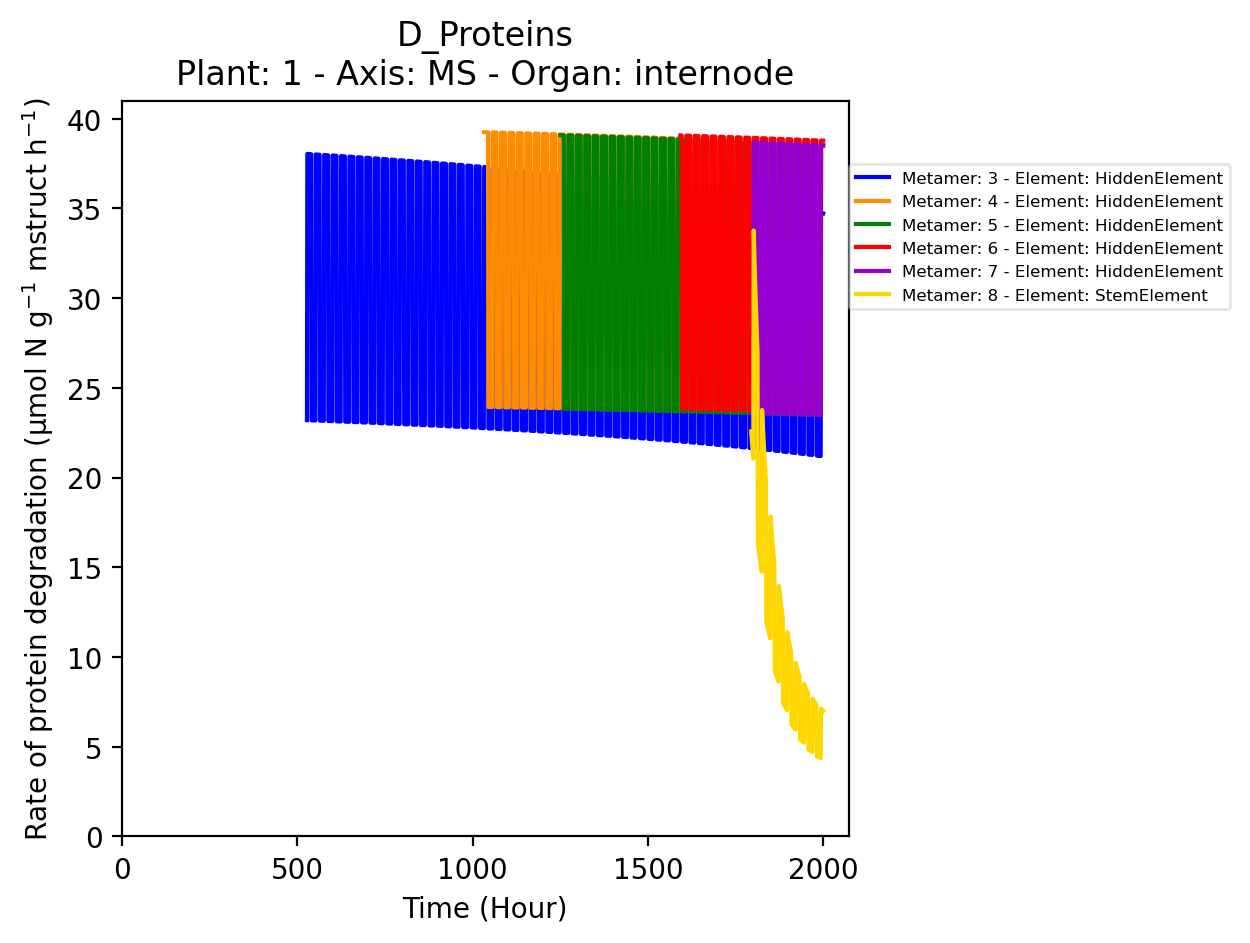 D_Proteins
Plant: 1 - Axis: MS - Organ: internode
Rate of protein degradation (µmol N g⁻¹ mstruct h⁻¹)
40
35
30
25
20
15
10
5
0
0 500 1000 1500 2000
Time (Hour)
Metamer: 3 - Element: HiddenElement
Metamer: 4 - Element: HiddenElement
Metamer: 5 - Element: HiddenElement
Metamer: 6 - Element: HiddenElement
Metamer: 7 - Element: HiddenElement
Metamer: 8 - Element: StemElement